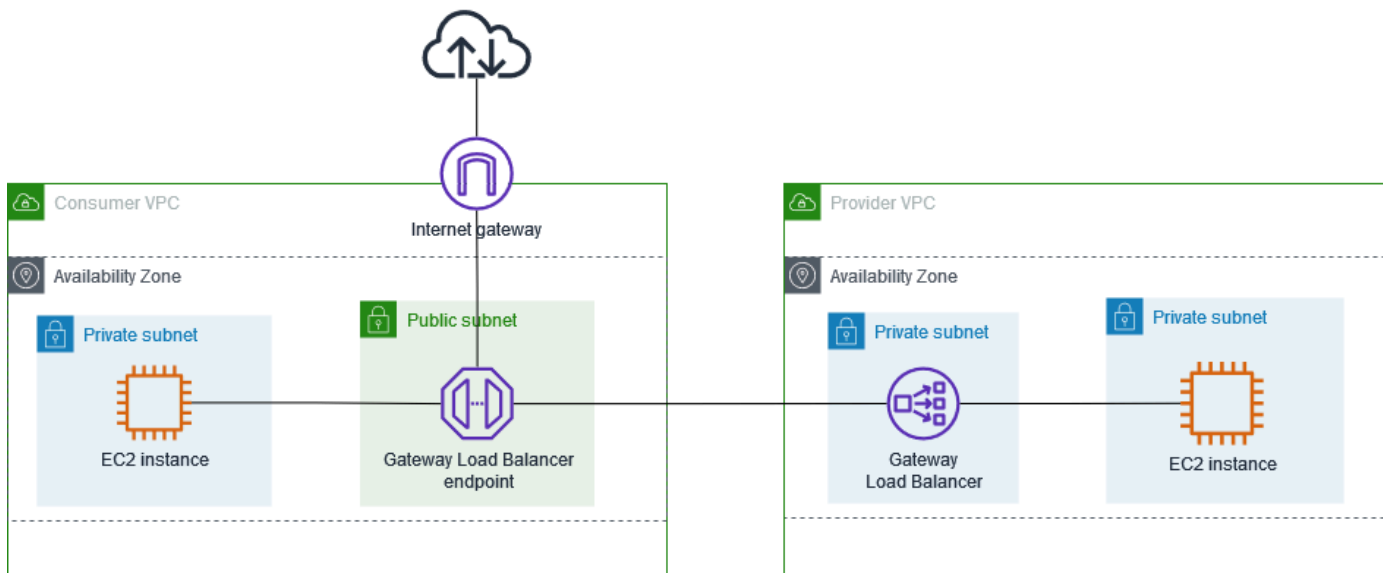 Consumer VPC
Internet gateway
Availability Zone
Private subnet
EC2 instance
Public subnet
Gateway Load Balancer
endpoint
Provider VPC
Availability Zone
Private subnet
Gateway
Load Balancer
Private subnet
EC2 instance